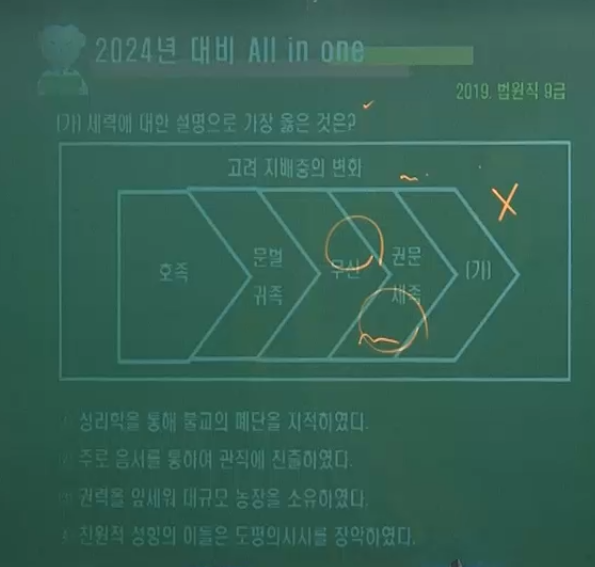 2024년 대비 All in one
2019. 법원직 9급
(가) 세력에 대한 설명으로 가장 옳은 것은?
고려 지배층의 변화
호족
문벌
귀족
무신
권문
세족
(가)
성리학을 통해 불교의 폐단을 지적하였다.
주로 음서를 통하여 관직에 진출하였다.
권력을 앞세워 대규모 농장을 소유하였다.
친원적 성향의 이들은 도평의사사를 장악하였다.